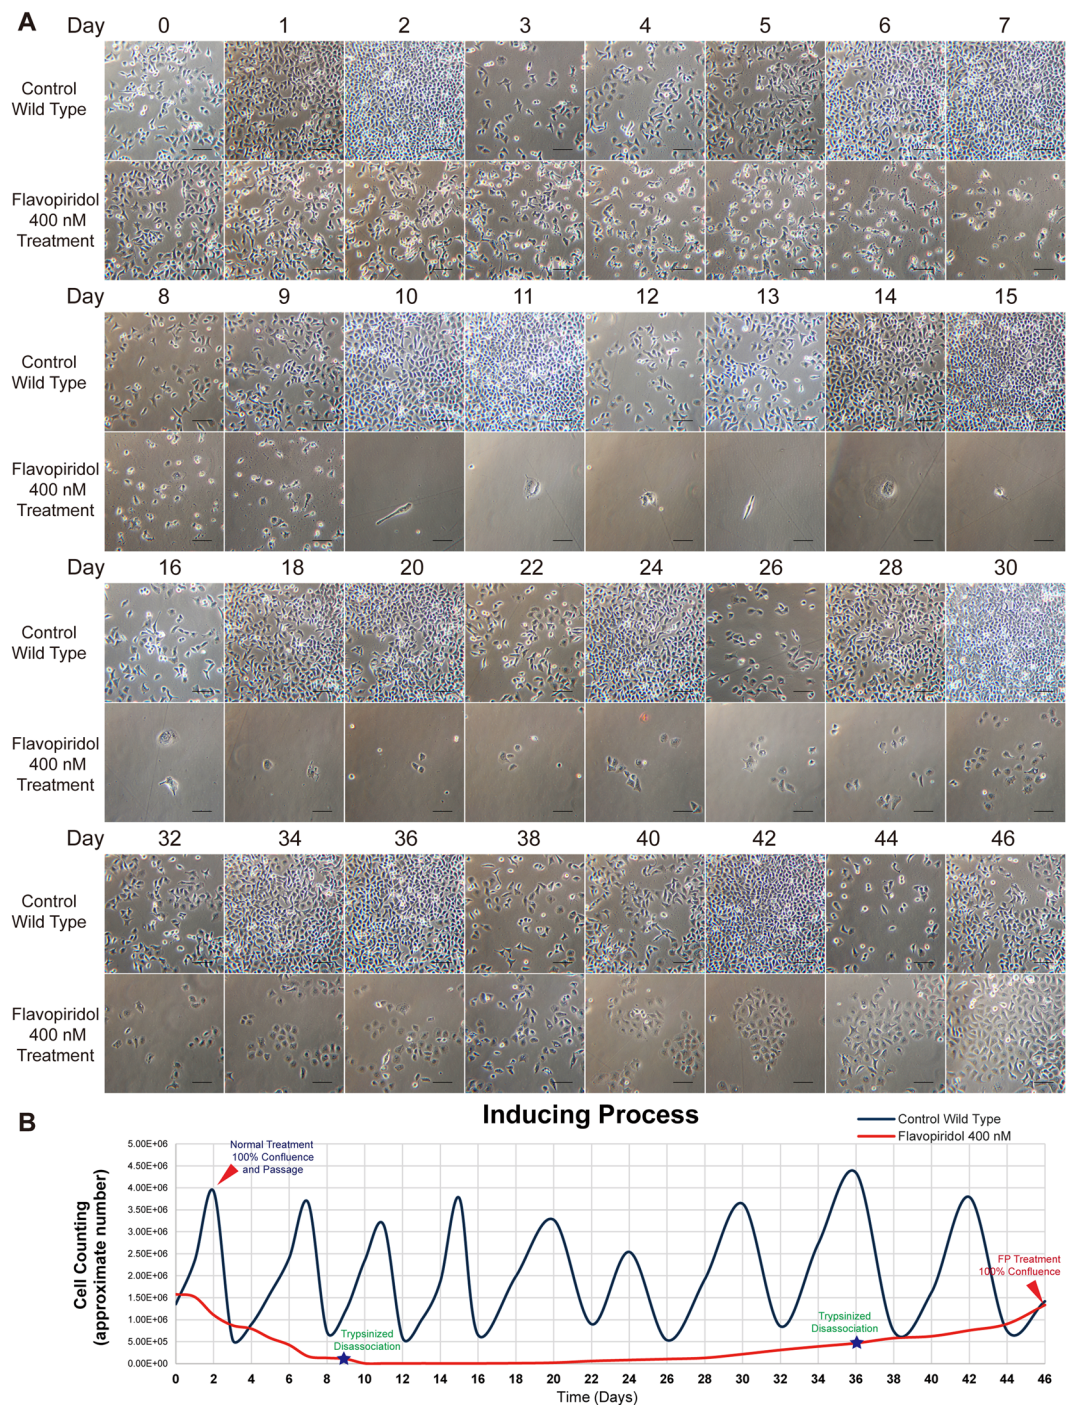 A
Day 0 1 2 3 4 5 6 7
Control
Wild Type
Flavopiridol
400 nM
Treatment
Day 8 9 10 11 12 13 14 15
Control
Wild Type
Flavopiridol
400 nM
Treatment
Day 16 18 20 22 24 26 28 30
Control
Wild Type
Flavopiridol
400 nM
Treatment
Day 32 34 36 38 40 42 44 46
Control
Wild Type
Flavopiridol
400 nM
Treatment
B
Inducing Process
Control Wild Type
Flavopiridol 400 nM
Cell Counting
(approximate number)
5.00E+06
4.50E+06
4.00E+06
3.50E+06
3.00E+06
2.50E+06
2.00E+06
1.50E+06
1.00E+06
5.00E+05
0.00E+00
Normal Treatment
100% Confluence
and Passage
Trypsinized
Disassociation
Trypsinized
Disassociation
FP Treatment
100% Confluence
0 2 4 6 8 10 12 14 16 18 20 22 24 26 28 30 32 34 36 38 40 42 44 46
Time (Days)